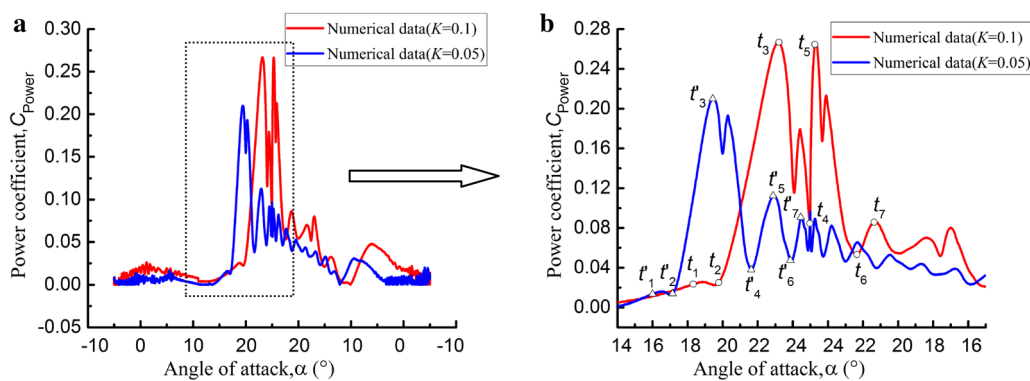 a
Numerical data(K=0.1)
Numerical data(K=0.05)
Power coefficient, C_Power
0.30
0.25
0.20
0.15
0.10
0.05
0.00
-0.05
-10 0 10 20 20 10 0 -10
Angle of attack,α (°)
b
Numerical data(K=0.1)
Numerical data(K=0.05)
Power coefficient, C_Power
0.28
0.24
0.20
0.16
0.12
0.08
0.04
0.00
t3 t5
t'3
t'5
t'7 t4 t7
t'1 t'2 t1 t2 t'4 t'6 t6
14 16 18 20 22 24 24 22 20 18 16
Angle of attack,α (°)